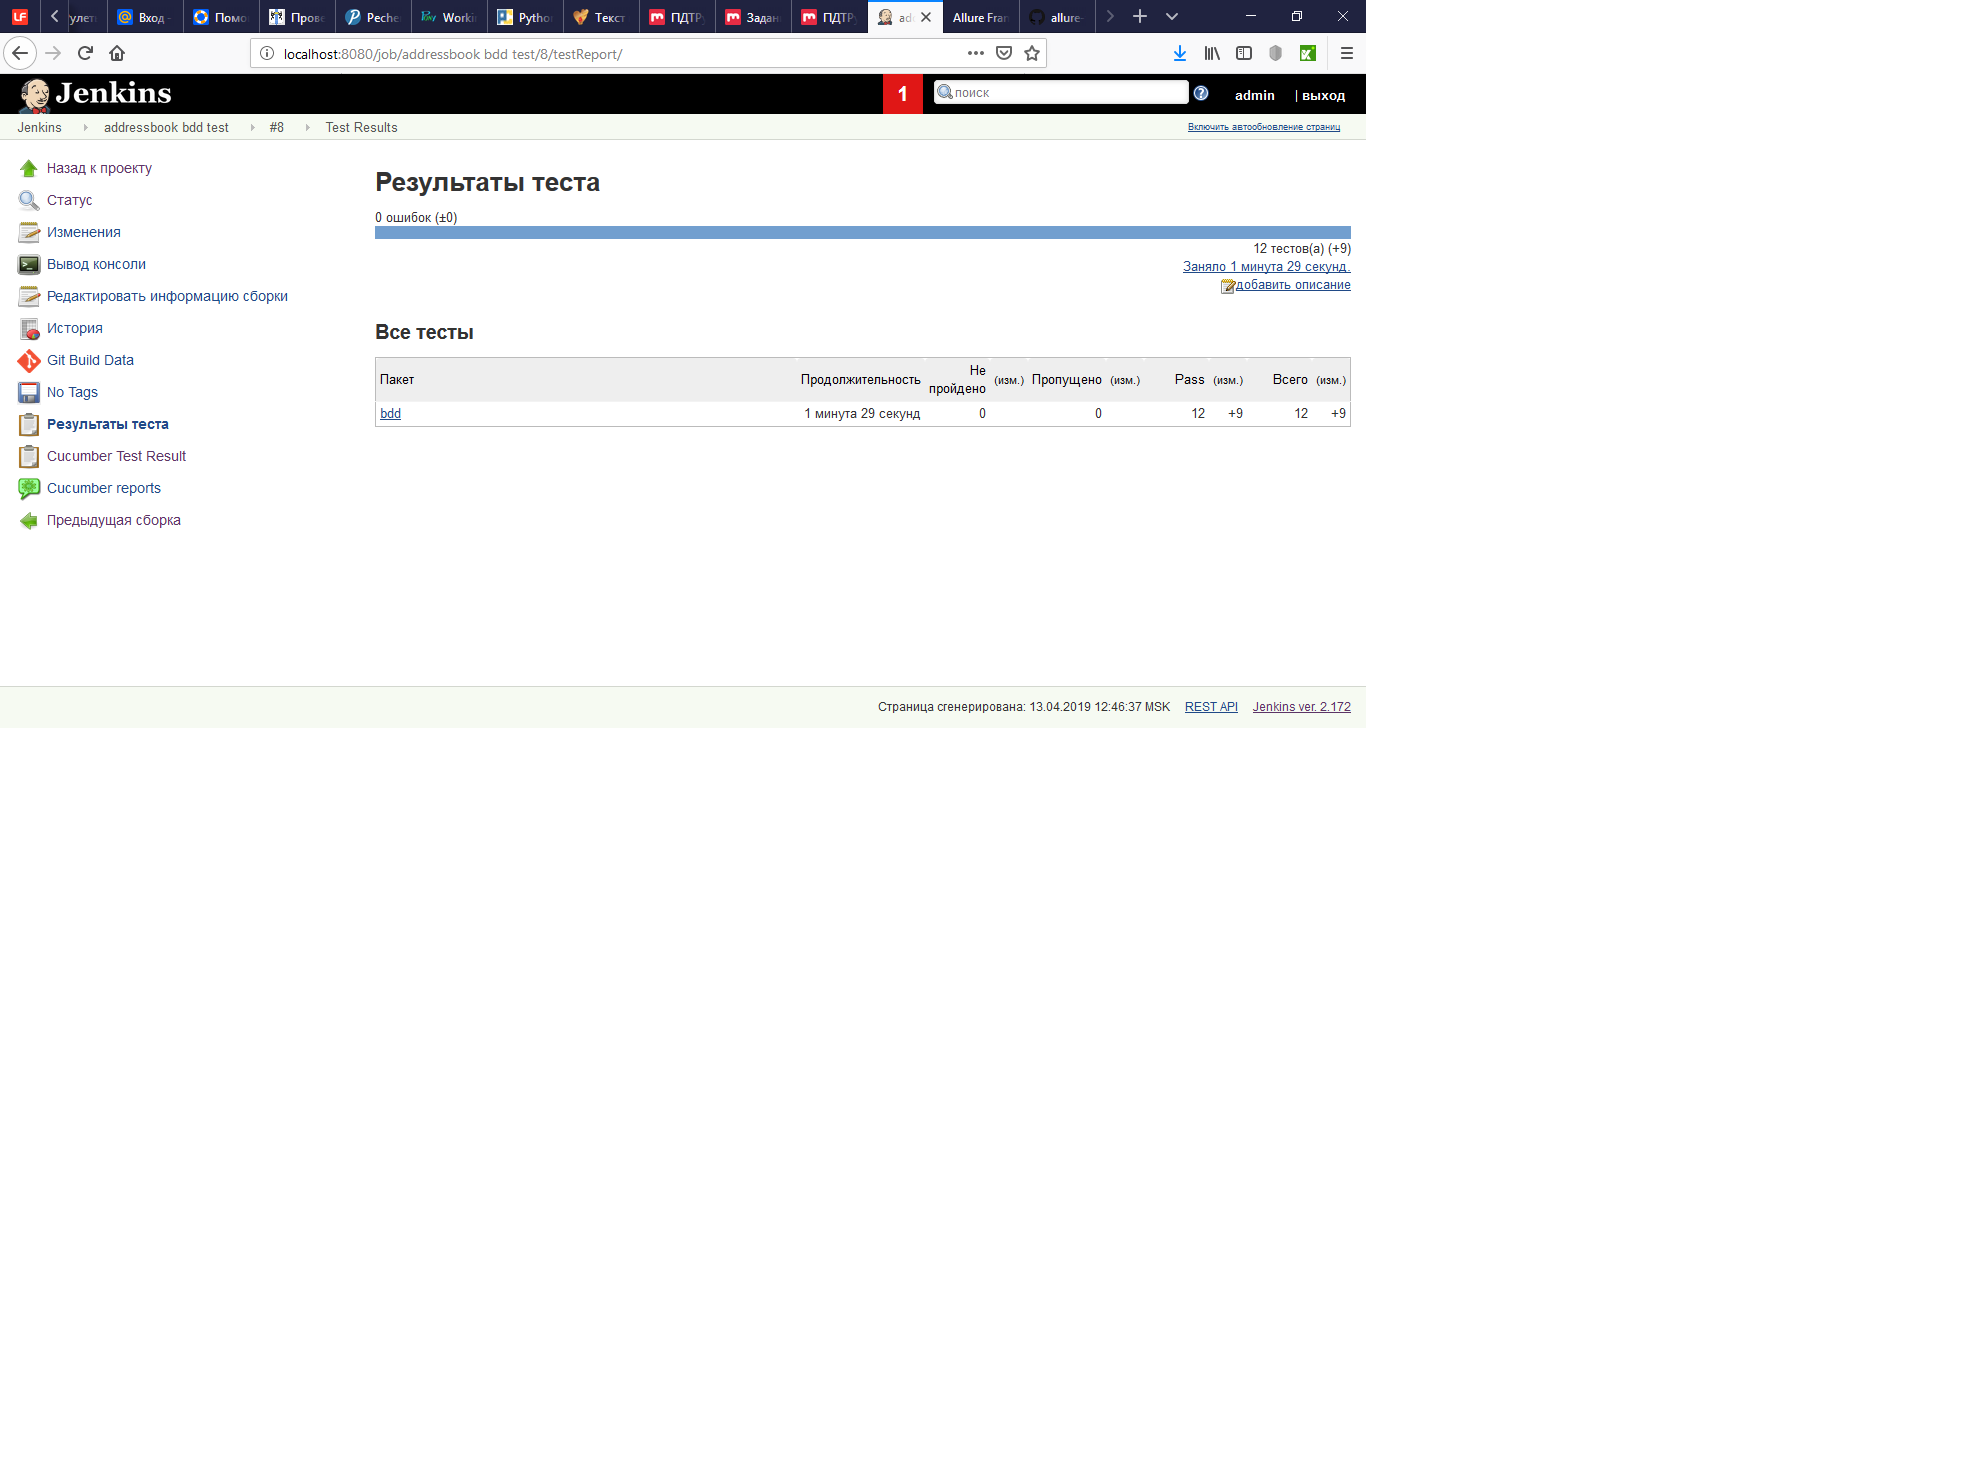 Вход -
Помо
Прове
Peche
Worki
Pytho
Текст
ПДТРу
Задан
ПДТРу
ad
Allure Fran
allure-
localhost:8080/job/addressbook bdd test/8/testReport/
Jenkins
1
поиск
admin
| выход
Jenkins
addressbook bdd test
#8
Test Results
Включить автообновление страниц
Назад к проекту
Статус
Изменения
Вывод консоли
Редактировать информацию сборки
История
Git Build Data
No Tags
Результаты теста
Cucumber Test Result
Cucumber reports
Предыдущая сборка
Результаты теста
0 ошибок (±0)
12 тестов(а) (+9)
Заняло 1 минута 29 секунд.
добавить описание
Все тесты
Пакет Продолжительность Не пройдено (изм.) Пропущено (изм.) Pass (изм.) Всего (изм.)
bdd 1 минута 29 секунд 0 0 12 +9 12 +9
Страница сгенерирована: 13.04.2019 12:46:37 MSK REST API Jenkins ver. 2.172